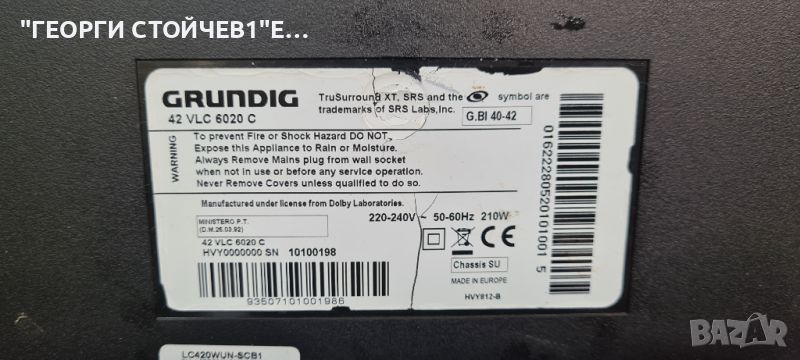 "ГЕОРГИ СТОЙЧЕВ1"Е...
GRUNDIG
42 VLC 6020 C
TruSurround XT, SRS and the symbol are
trademarks of SRS Labs, Inc.
G.BI 40-42
WARNING
To prevent Fire or Shock Hazard DO NOT
Expose this Appliance to Rain or Moisture.
Always Remove Mains plug from wall socket
when not in use or before any service operation.
Never Remove Covers unless qualified to do so.
Manufactured under license from Dolby Laboratories.
MINISTERO P.T.
(D.M.26.03.92)
220-240V ~ 50-60Hz 210W
42 VLC 6020 C
HVY0000000 SN 10100198
93507101001986
CE
Chassis SU
MADE IN EUROPE
HVY812-B
01622280520101001 5
LC420WUN-SCB1
BAZAR